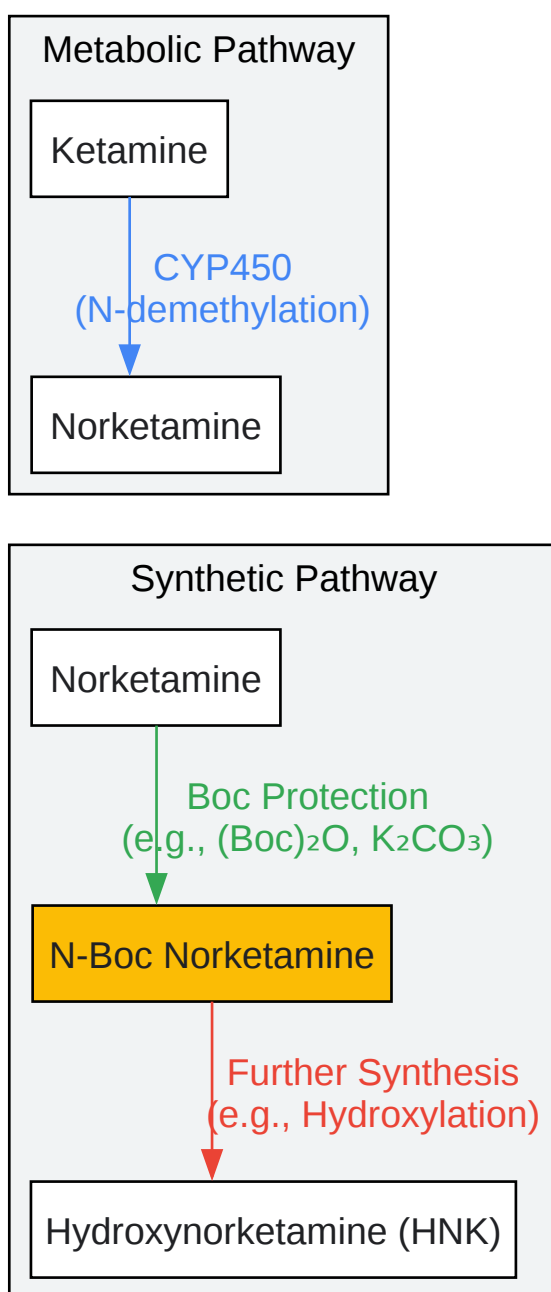 Metabolic Pathway
Ketamine
CYP450
(N-demethylation)
Norketamine
Synthetic Pathway
Norketamine
Boc Protection
(e.g., (Boc)₂O, K₂CO₃)
N-Boc Norketamine
Further Synthesis
(e.g., Hydroxylation)
Hydroxynorketamine (HNK)